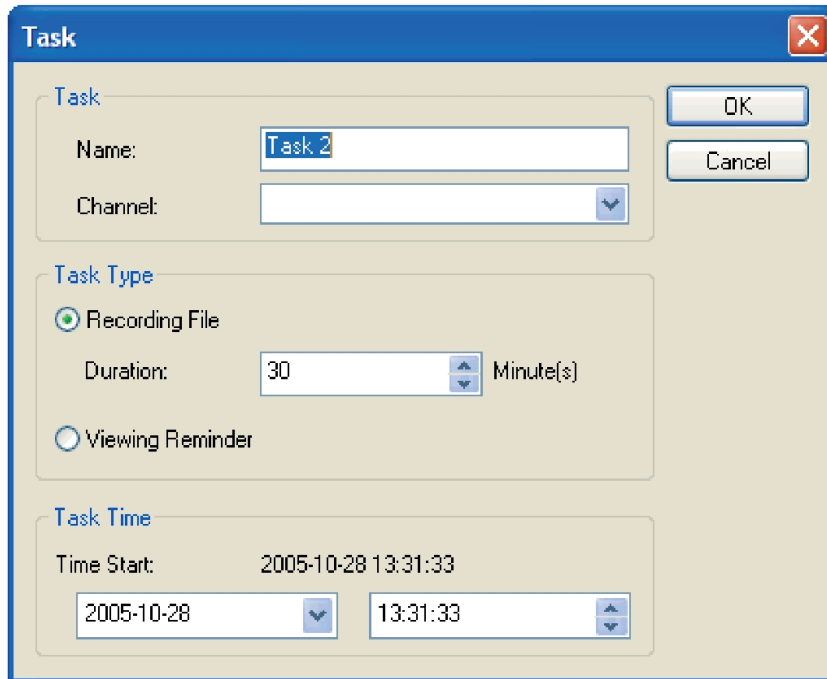 Task
Task
Name: Task 2
Channel:
OK
Cancel
Task Type
Recording File
Duration: 30 Minute(s)
Viewing Reminder
Task Time
Time Start: 2005-10-28 13:31:33
2005-10-28 13:31:33